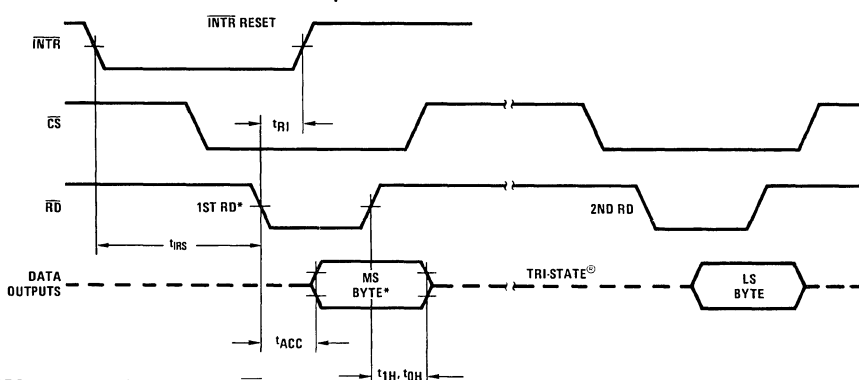 INTR RESET
INTR
tRI
CS
1ST RD*
2ND RD
RD
tIRS
TRI-STATE®
DATA
OUTPUTS
MS
BYTE*
LS
BYTE
tACC
t1H, t0H